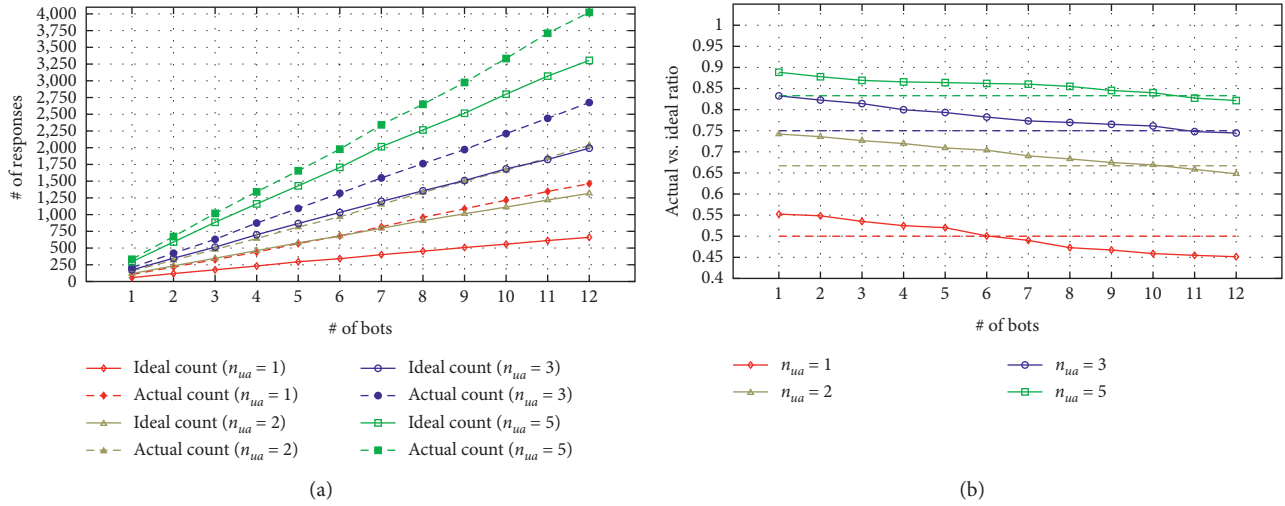 4,000
3,750
3,500
3,250
3,000
2,750
2,500
2,250
2,000
1,750
1,500
1,250
1,000
750
500
250
0
# of responses
1 2 3 4 5 6 7 8 9 10 11 12
# of bots
Ideal count (nua = 1)
Actual count (nua = 1)
Ideal count (nua = 2)
Actual count (nua = 2)
Ideal count (nua = 3)
Actual count (nua = 3)
Ideal count (nua = 5)
Actual count (nua = 5)
(a)
1
0.95
0.9
0.85
0.8
0.75
0.7
0.65
0.6
0.55
0.5
0.45
0.4
Actual vs. ideal ratio
1 2 3 4 5 6 7 8 9 10 11 12
# of bots
nua = 1
nua = 2
nua = 3
nua = 5
(b)